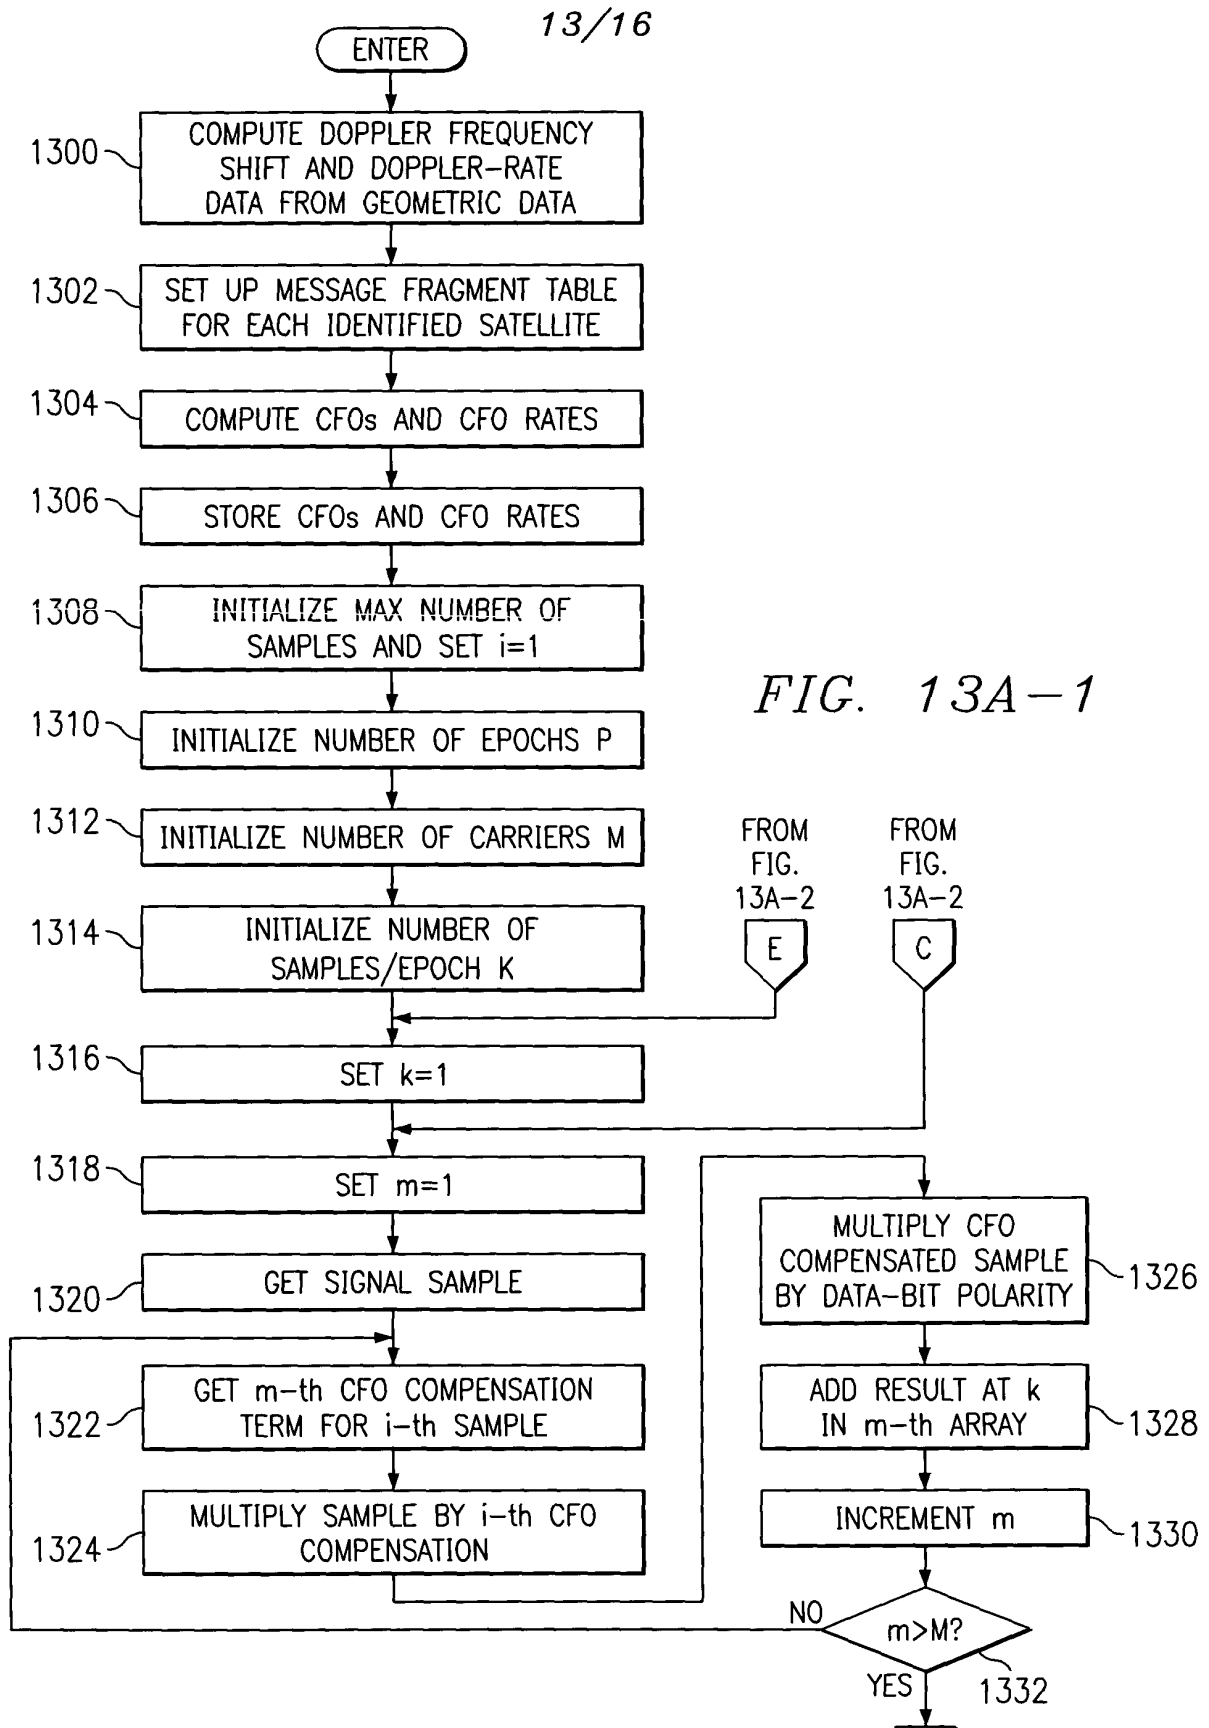 13/16
ENTER
1300
COMPUTE DOPPLER FREQUENCY
SHIFT AND DOPPLER-RATE
DATA FROM GEOMETRIC DATA
1302
SET UP MESSAGE FRAGMENT TABLE
FOR EACH IDENTIFIED SATELLITE
1304
COMPUTE CFOs AND CFO RATES
1306
STORE CFOs AND CFO RATES
1308
INITIALIZE MAX NUMBER OF
SAMPLES AND SET i=1
FIG. 13A-1
1310
INITIALIZE NUMBER OF EPOCHS P
1312
INITIALIZE NUMBER OF CARRIERS M
1314
INITIALIZE NUMBER OF
SAMPLES/EPOCH K
FROM
FIG.
13A-2
E
FROM
FIG.
13A-2
C
1316
SET k=1
1318
SET m=1
1320
GET SIGNAL SAMPLE
1322
GET m-th CFO COMPENSATION
TERM FOR i-th SAMPLE
1324
MULTIPLY SAMPLE BY i-th CFO
COMPENSATION
MULTIPLY CFO
COMPENSATED SAMPLE
BY DATA-BIT POLARITY
1326
ADD RESULT AT k
IN m-th ARRAY
1328
INCREMENT m
1330
NO
m>M?
YES
1332